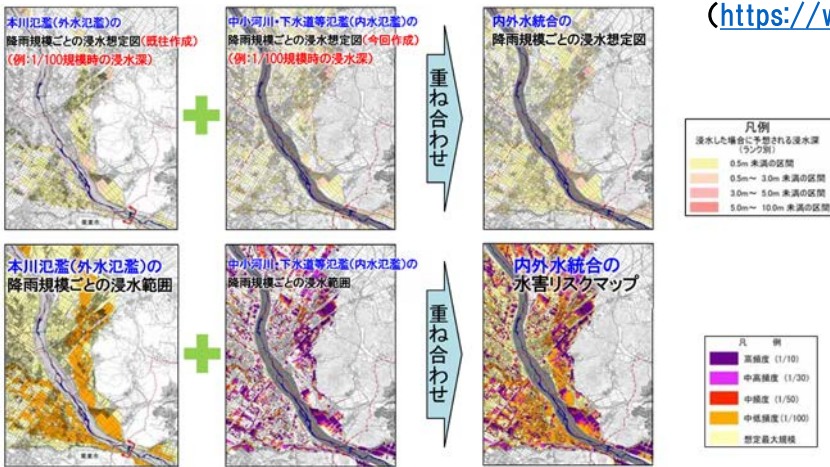 (https://w
本川氾濫(外水氾濫)の
降雨規模ごとの浸水想定図(既往作成)
(例:1/100規模時の浸水深)
中小河川・下水道等氾濫(内水氾濫)の
降雨規模ごとの浸水想定図(今回作成)
(例:1/100規模時の浸水深)
重ね合わせ
内外水統合の
降雨規模ごとの浸水想定図
凡例
浸水した場合に予想される浸水深
(ランク別)
0.5m 未満の区間
0.5m~ 3.0m 未満の区間
3.0m~ 5.0m 未満の区間
5.0m~ 10.0m 未満の区間
本川氾濫(外水氾濫)の
降雨規模ごとの浸水範囲
中小河川・下水道等氾濫(内水氾濫)の
降雨規模ごとの浸水範囲
重ね合わせ
内外水統合の
水害リスクマップ
凡 例
高頻度 (1/10)
中高頻度 (1/30)
中頻度 (1/50)
中低頻度(1/100)
想定最大規模